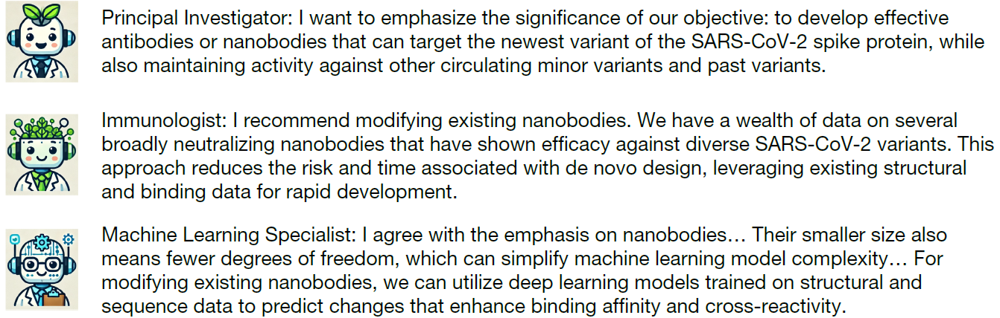 Principal Investigator: I want to emphasize the significance of our objective: to develop effective
antibodies or nanobodies that can target the newest variant of the SARS-CoV-2 spike protein, while
also maintaining activity against other circulating minor variants and past variants.
Immunologist: I recommend modifying existing nanobodies. We have a wealth of data on several
broadly neutralizing nanobodies that have shown efficacy against diverse SARS-CoV-2 variants. This
approach reduces the risk and time associated with de novo design, leveraging existing structural
and binding data for rapid development.
Machine Learning Specialist: I agree with the emphasis on nanobodies… Their smaller size also
means fewer degrees of freedom, which can simplify machine learning model complexity… For
modifying existing nanobodies, we can utilize deep learning models trained on structural and
sequence data to predict changes that enhance binding affinity and cross-reactivity.